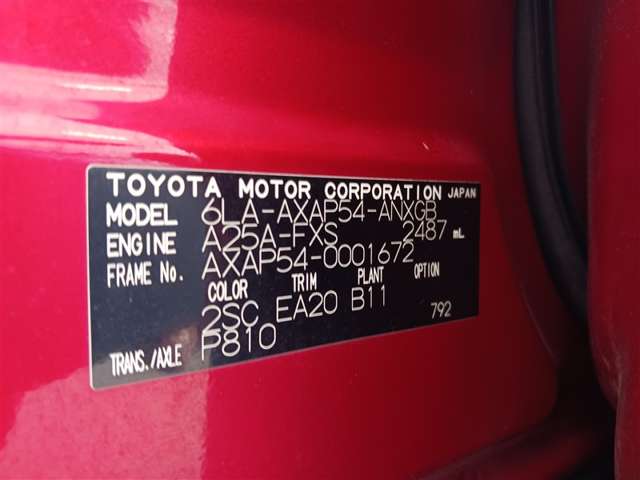 TOYOTA MOTOR CORPORATION JAPAN
MODEL 6LA-AXAP54-ANXGB
ENGINE A25A-FXS 2487 mL
FRAME No. AXAP54-0001672
COLOR TRIM PLANT OPTION
2SC EA20 B11 792
TRANS./AXLE P810